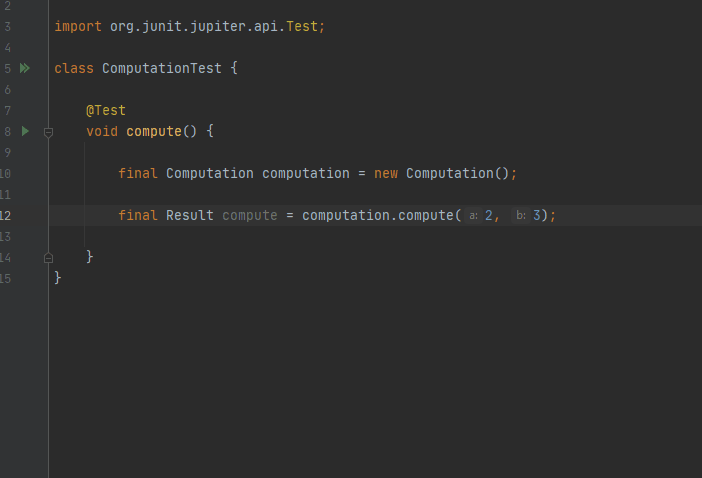 2
3 import org.junit.jupiter.api.Test;
4
5 class ComputationTest {
6
7 @Test
8 void compute() {
9
10 final Computation computation = new Computation();
11
12 final Result compute = computation.compute( a: 2, b: 3);
13
14 }
15 }